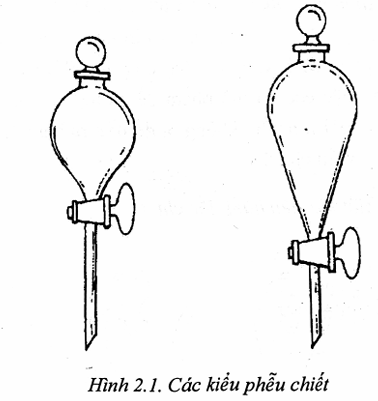 Hình 2.1. Các kiểu phễu chiết